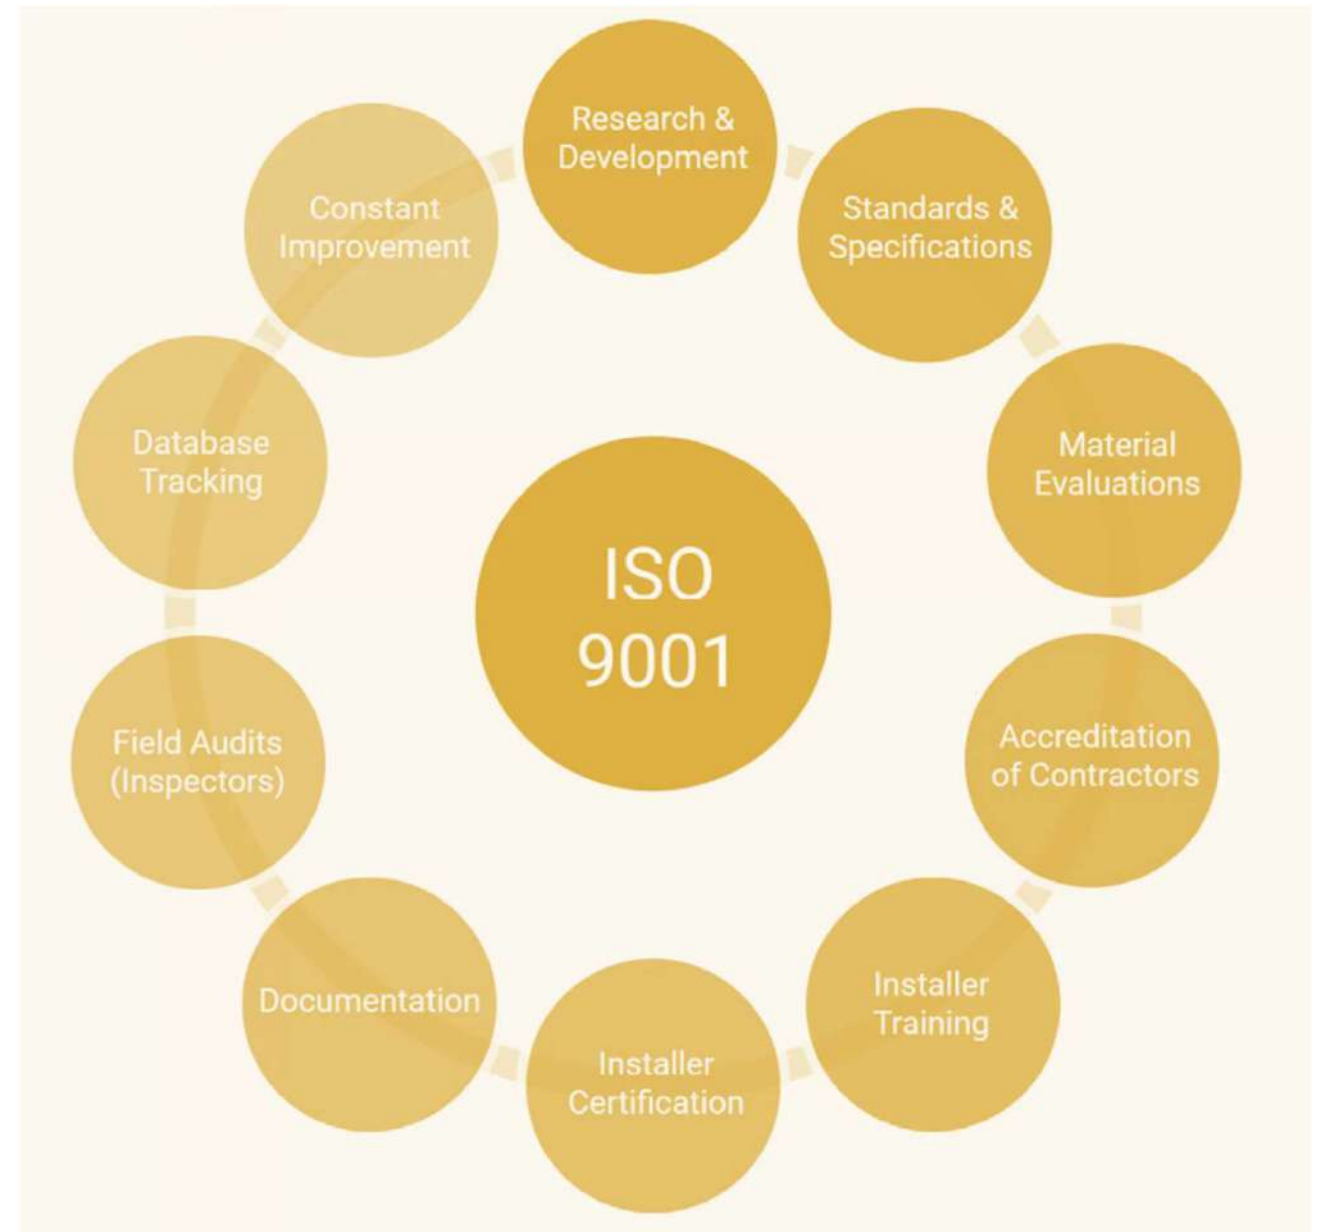 Research &
Development
Standards &
Specifications
Material
Evaluations
Accreditation
of Contractors
Installer
Training
Installer
Certification
Documentation
Field Audits
(Inspectors)
Database
Tracking
Constant
Improvement
ISO
9001